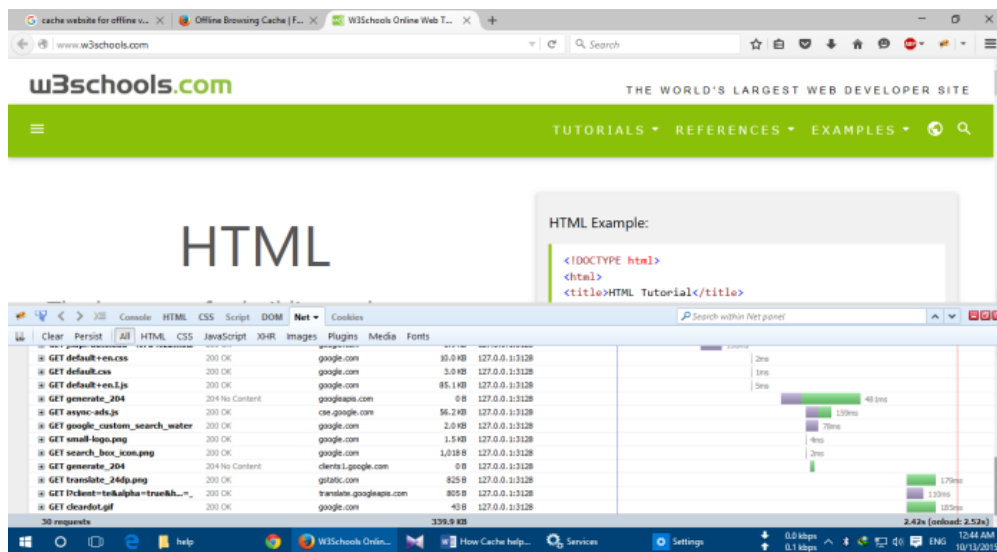 cache website for offline v... Offline Browsing Cache | F... W3Schools Online Web T...
www.w3schools.com Search
w3schools.com
THE WORLD'S LARGEST WEB DEVELOPER SITE
TUTORIALS REFERENCES EXAMPLES
HTML
HTML Example:
<!DOCTYPE html>
<html>
<title>HTML Tutorial</title>
Console HTML CSS Script DOM Net Cookies Search within Net panel
Clear Persist All HTML CSS JavaScript XHR Images Plugins Media Fonts
GET default+en.css 200 OK google.com 10.0 KB 127.0.0.1:3128 2ms
GET default.css 200 OK google.com 3.0 KB 127.0.0.1:3128 1ms
GET default+en.I.js 200 OK google.com 85.1 KB 127.0.0.1:3128 5ms
GET generate_204 204 No Content googleapis.com 0 B 127.0.0.1:3128 481ms
GET async-ads.js 200 OK cse.google.com 56.2 KB 127.0.0.1:3128 159ms
GET google_custom_search_water 200 OK google.com 2.0 KB 127.0.0.1:3128 78ms
GET small-logo.png 200 OK google.com 1.5 KB 127.0.0.1:3128 4ms
GET search_box_icon.png 200 OK google.com 1,018 B 127.0.0.1:3128 2ms
GET generate_204 204 No Content clients1.google.com 0 B 127.0.0.1:3128
GET translate_24dp.png 200 OK gstatic.com 825 B 127.0.0.1:3128 179ms
GET l?client=te&alpha=true&h...=_ 200 OK translate.googleapis.com 805 B 127.0.0.1:3128 110ms
GET cleardot.gif 200 OK google.com 43 B 127.0.0.1:3128 185ms
30 requests 339.9 KB 2.42s (onload: 2.52s)
help W3Schools Onlin... How Cache help... Services Settings 0.0 kbps 0.1 kbps ENG 12:44 AM